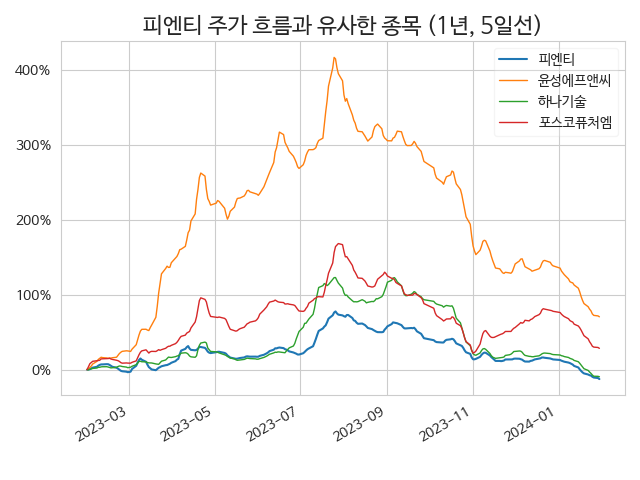 피엔티 주가 흐름과 유사한 종목 (1년, 5일선)
피엔티
윤성에프앤씨
하나기술
포스코퓨처엠
400%
300%
200%
100%
0%
2023-03
2023-05
2023-07
2023-09
2023-11
2024-01